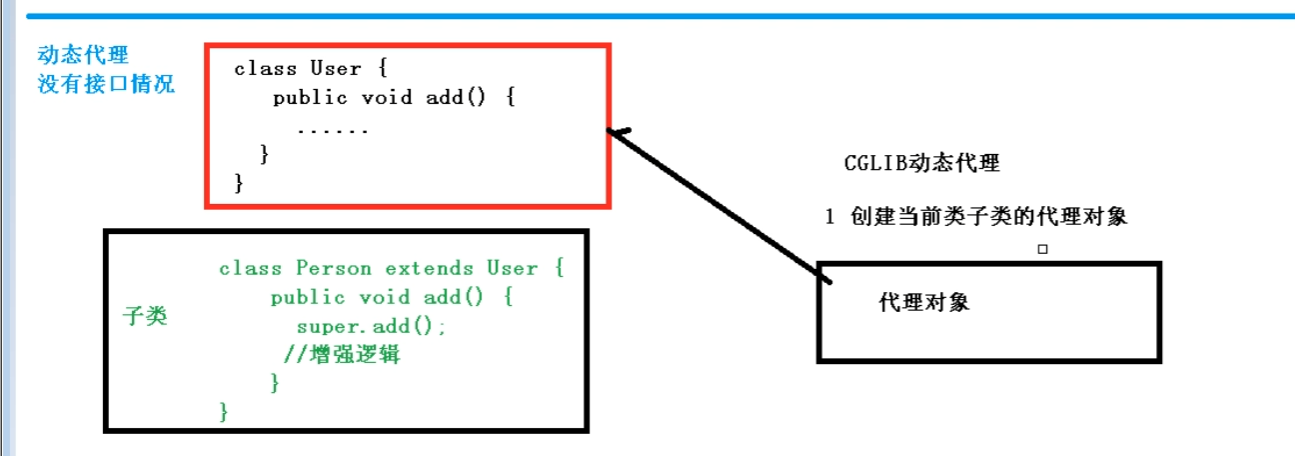 动态代理
没有接口情况
class User {
public void add() {
......
}
}
子类
class Person extends User {
public void add() {
super.add();
//增强逻辑
}
}
CGLIB动态代理
1 创建当前类子类的代理对象
代理对象